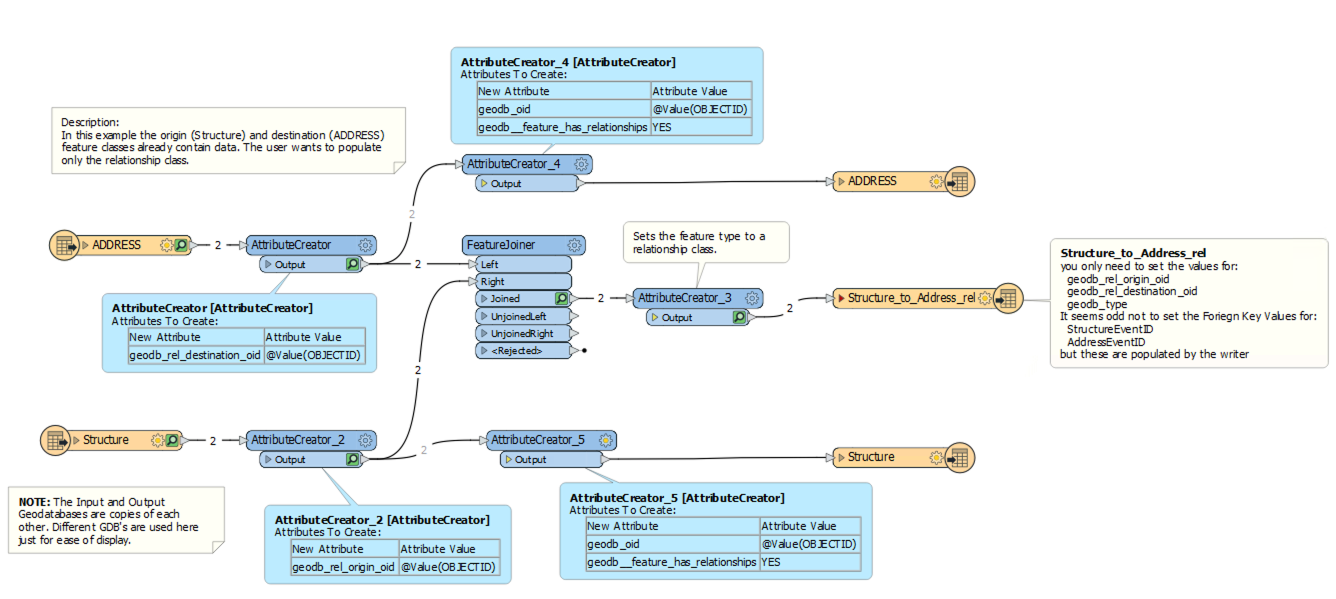 AttributeCreator_4 [AttributeCreator]
Attributes To Create:
New Attribute Attribute Value
geodb_oid @Value(OBJECTID)
geodb__feature_has_relationships YES
Description:
In this example the origin (Structure) and destination (ADDRESS)
feature classes already contain data. The user wants to populate
only the relationship class.
AttributeCreator_4
Output
2
ADDRESS
ADDRESS
2
AttributeCreator
Output
2
FeatureJoiner
Left
Right
Joined
UnjoinedLeft
UnjoinedRight
<Rejected>
2
Sets the feature type to a
relationship class.
AttributeCreator_3
Output
2
Structure_to_Address_rel
Structure_to_Address_rel
you only need to set the values for:
geodb_rel_origin_oid
geodb_rel_destination_oid
geodb_type
It seems odd not to set the Foriegn Key Values for:
StructureEventID
AddressEventID
but these are populated by the writer
AttributeCreator [AttributeCreator]
Attributes To Create:
New Attribute Attribute Value
geodb_rel_destination_oid @Value(OBJECTID)
2
Structure
2
AttributeCreator_2
Output
2
AttributeCreator_5
Output
Structure
NOTE: The Input and Output
Geodatabases are copies of each
other. Different GDB's are used here
just for ease of display.
AttributeCreator_2 [AttributeCreator]
Attributes To Create:
New Attribute Attribute Value
geodb_rel_origin_oid @Value(OBJECTID)
AttributeCreator_5 [AttributeCreator]
Attributes To Create:
New Attribute Attribute Value
geodb_oid @Value(OBJECTID)
geodb__feature_has_relationships YES